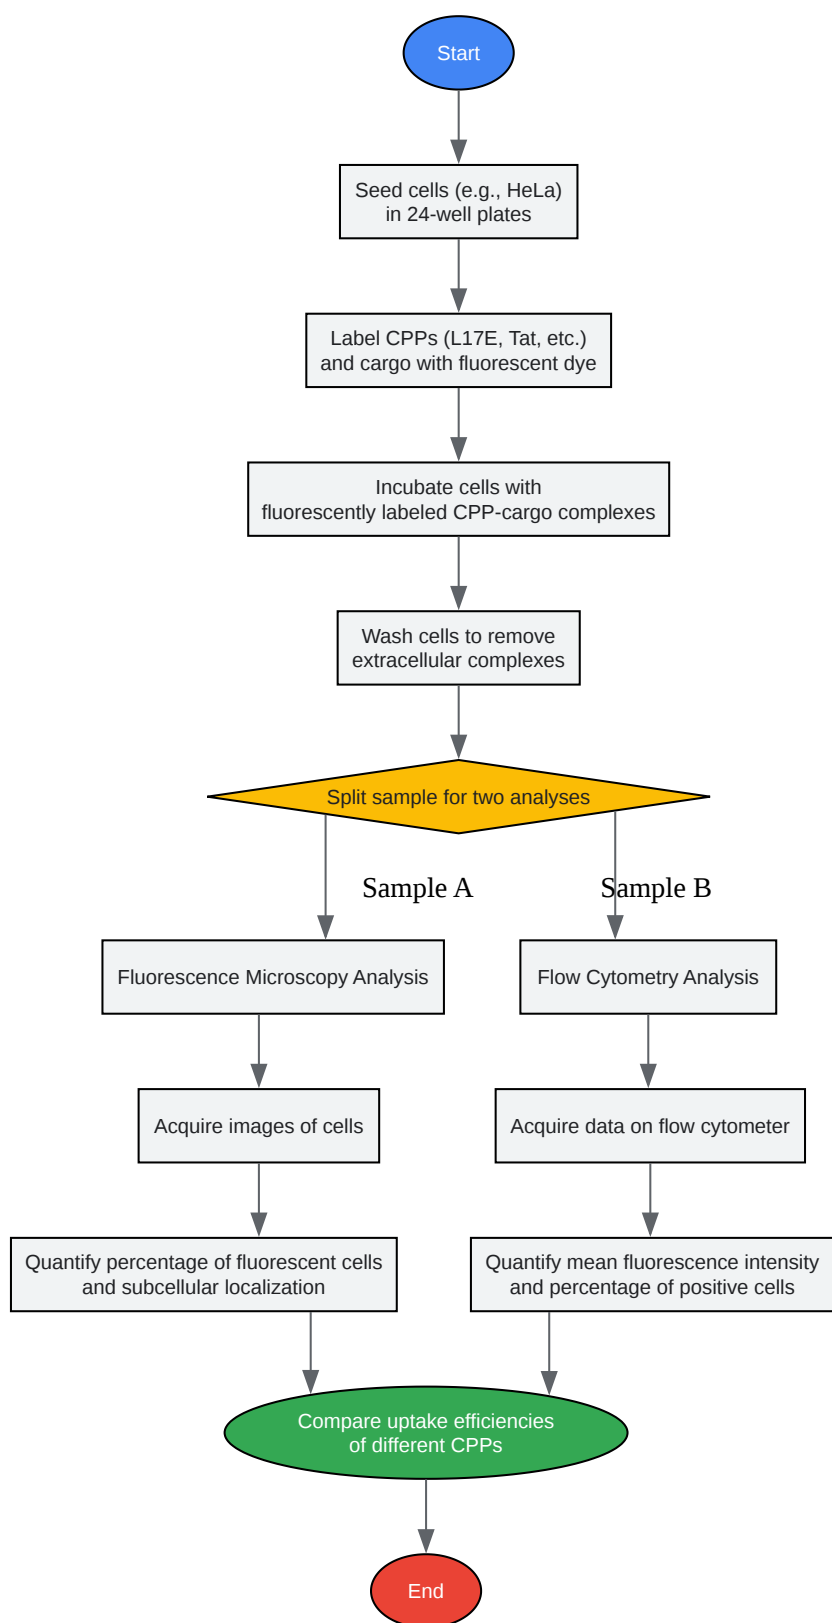 Start
Seed cells (e.g., HeLa)
in 24-well plates
Label CPPs (L17E, Tat, etc.)
and cargo with fluorescent dye
Incubate cells with
fluorescently labeled CPP-cargo complexes
Wash cells to remove
extracellular complexes
Split sample for two analyses
Sample A
Sample B
Fluorescence Microscopy Analysis
Flow Cytometry Analysis
Acquire images of cells
Acquire data on flow cytometer
Quantify percentage of fluorescent cells
and subcellular localization
Quantify mean fluorescence intensity
and percentage of positive cells
Compare uptake efficiencies
of different CPPs
End